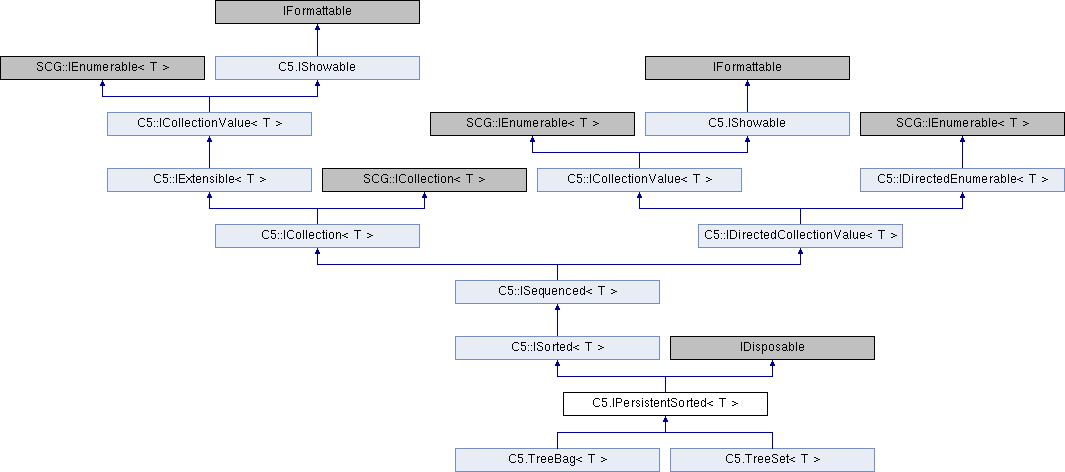 IFormattable
SCG::IEnumerable< T >
C5.IShowable
IFormattable
C5::ICollectionValue< T >
SCG::IEnumerable< T >
C5.IShowable
SCG::IEnumerable< T >
C5::IExtensible< T >
SCG::ICollection< T >
C5::ICollectionValue< T >
C5::IDirectedEnumerable< T >
C5::ICollection< T >
C5::IDirectedCollectionValue< T >
C5::ISequenced< T >
C5::ISorted< T >
IDisposable
C5.IPersistentSorted< T >
C5.TreeBag< T >
C5.TreeSet< T >